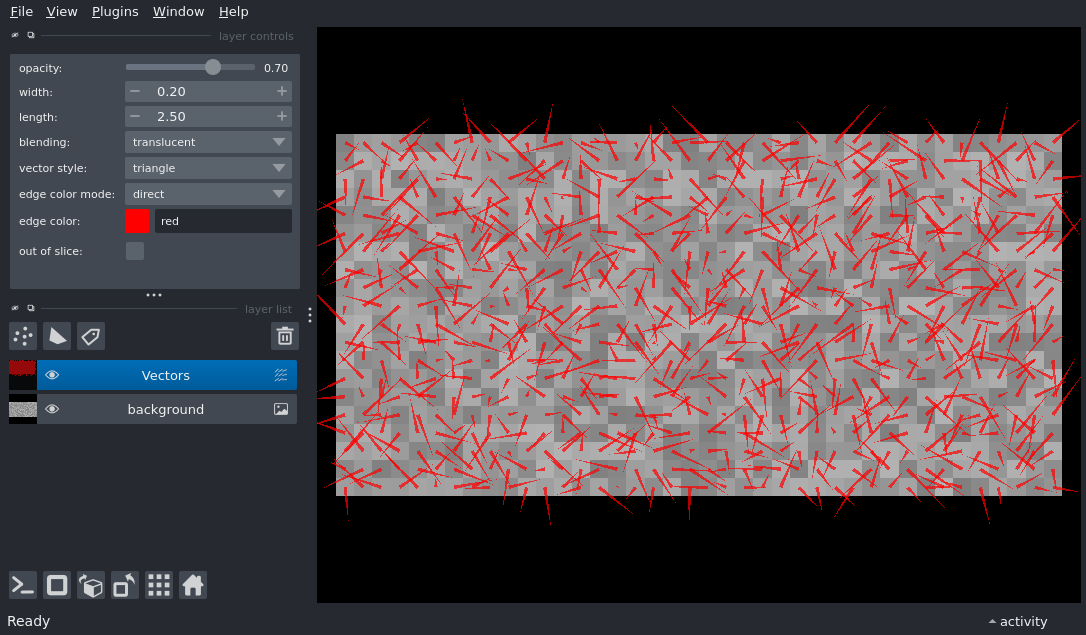 File View Plugins Window Help
layer controls
opacity: 0.70
width: 0.20
length: 2.50
blending: translucent
vector style: triangle
edge color mode: direct
edge color: red
out of slice:
layer list
Vectors
background
Ready
activity